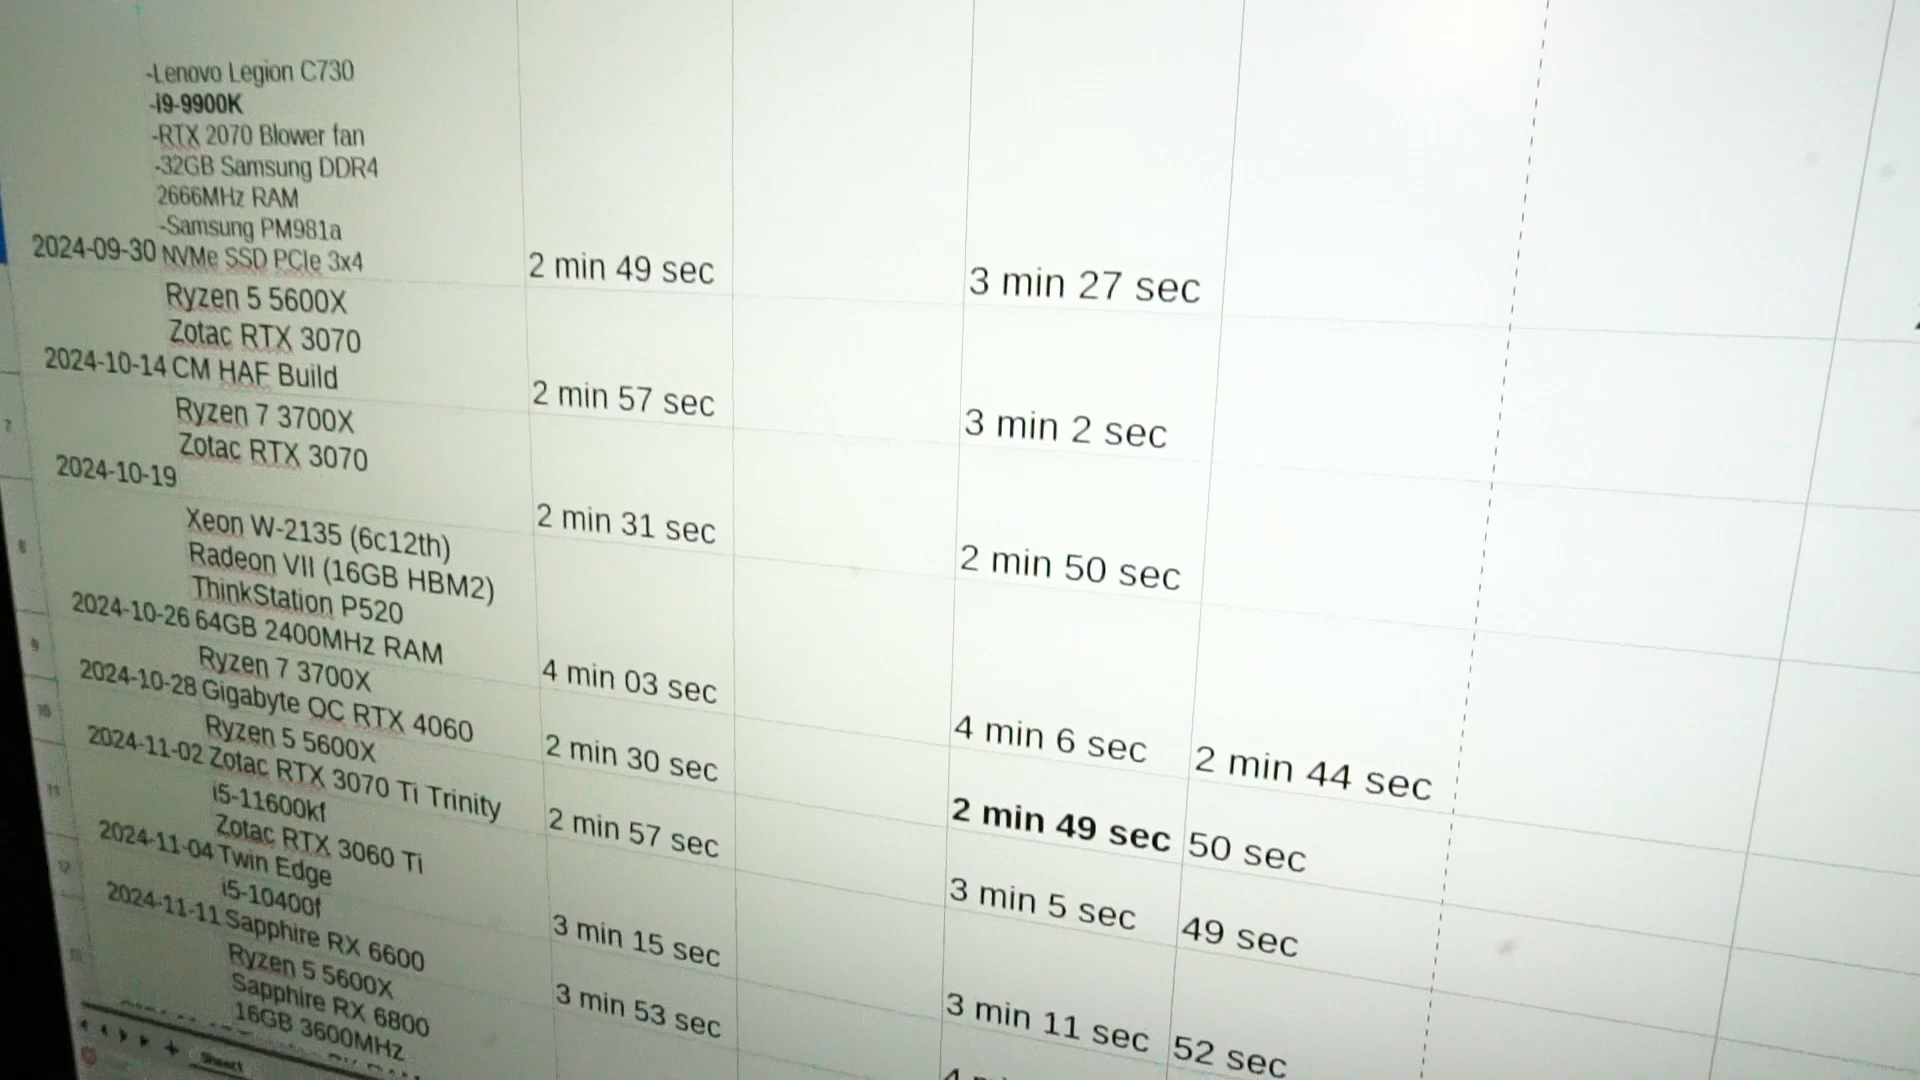 -Lenovo Legion C730
-i9-9900K
-RTX 2070 Blower fan
-32GB Samsung DDR4
2666MHz RAM
-Samsung PM981a
2024-09-30 NVMe SSD PCIe 3x4 2 min 49 sec 3 min 27 sec
Ryzen 5 5600X
Zotac RTX 3070
2024-10-14 CM HAF Build 2 min 57 sec 3 min 2 sec
Ryzen 7 3700X
Zotac RTX 3070
2024-10-19 2 min 31 sec 2 min 50 sec
Xeon W-2135 (6c12th)
Radeon VII (16GB HBM2)
ThinkStation P520
2024-10-26 64GB 2400MHz RAM 4 min 03 sec 4 min 6 sec 2 min 44 sec
Ryzen 7 3700X
2024-10-28 Gigabyte OC RTX 4060 2 min 30 sec 2 min 49 sec 50 sec
Ryzen 5 5600X
2024-11-02 Zotac RTX 3070 Ti Trinity 2 min 57 sec 3 min 5 sec 49 sec
i5-11600kf
Zotac RTX 3060 Ti
2024-11-04 Twin Edge 3 min 15 sec 3 min 11 sec 52 sec
i5-10400f
2024-11-11 Sapphire RX 6600 3 min 53 sec
Ryzen 5 5600X
Sapphire RX 6800
16GB 3600MHz
Sheet1